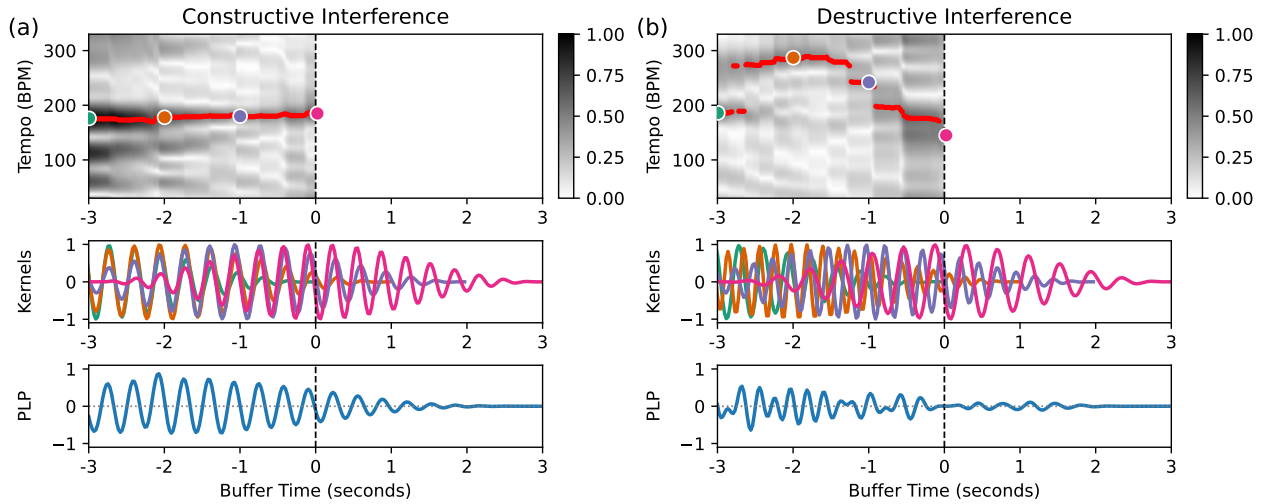 (a)
Constructive Interference
Tempo (BPM)
300
200
100
-3 -2 -1 0 1 2 3
1.00
0.75
0.50
0.25
0.00
Kernels
1
0
−1
-3 -2 -1 0 1 2 3
PLP
1
0
−1
-3 -2 -1 0 1 2 3
Buffer Time (seconds)
(b)
Destructive Interference
Tempo (BPM)
300
200
100
-3 -2 -1 0 1 2 3
1.00
0.75
0.50
0.25
0.00
Kernels
1
0
−1
-3 -2 -1 0 1 2 3
PLP
1
0
−1
-3 -2 -1 0 1 2 3
Buffer Time (seconds)